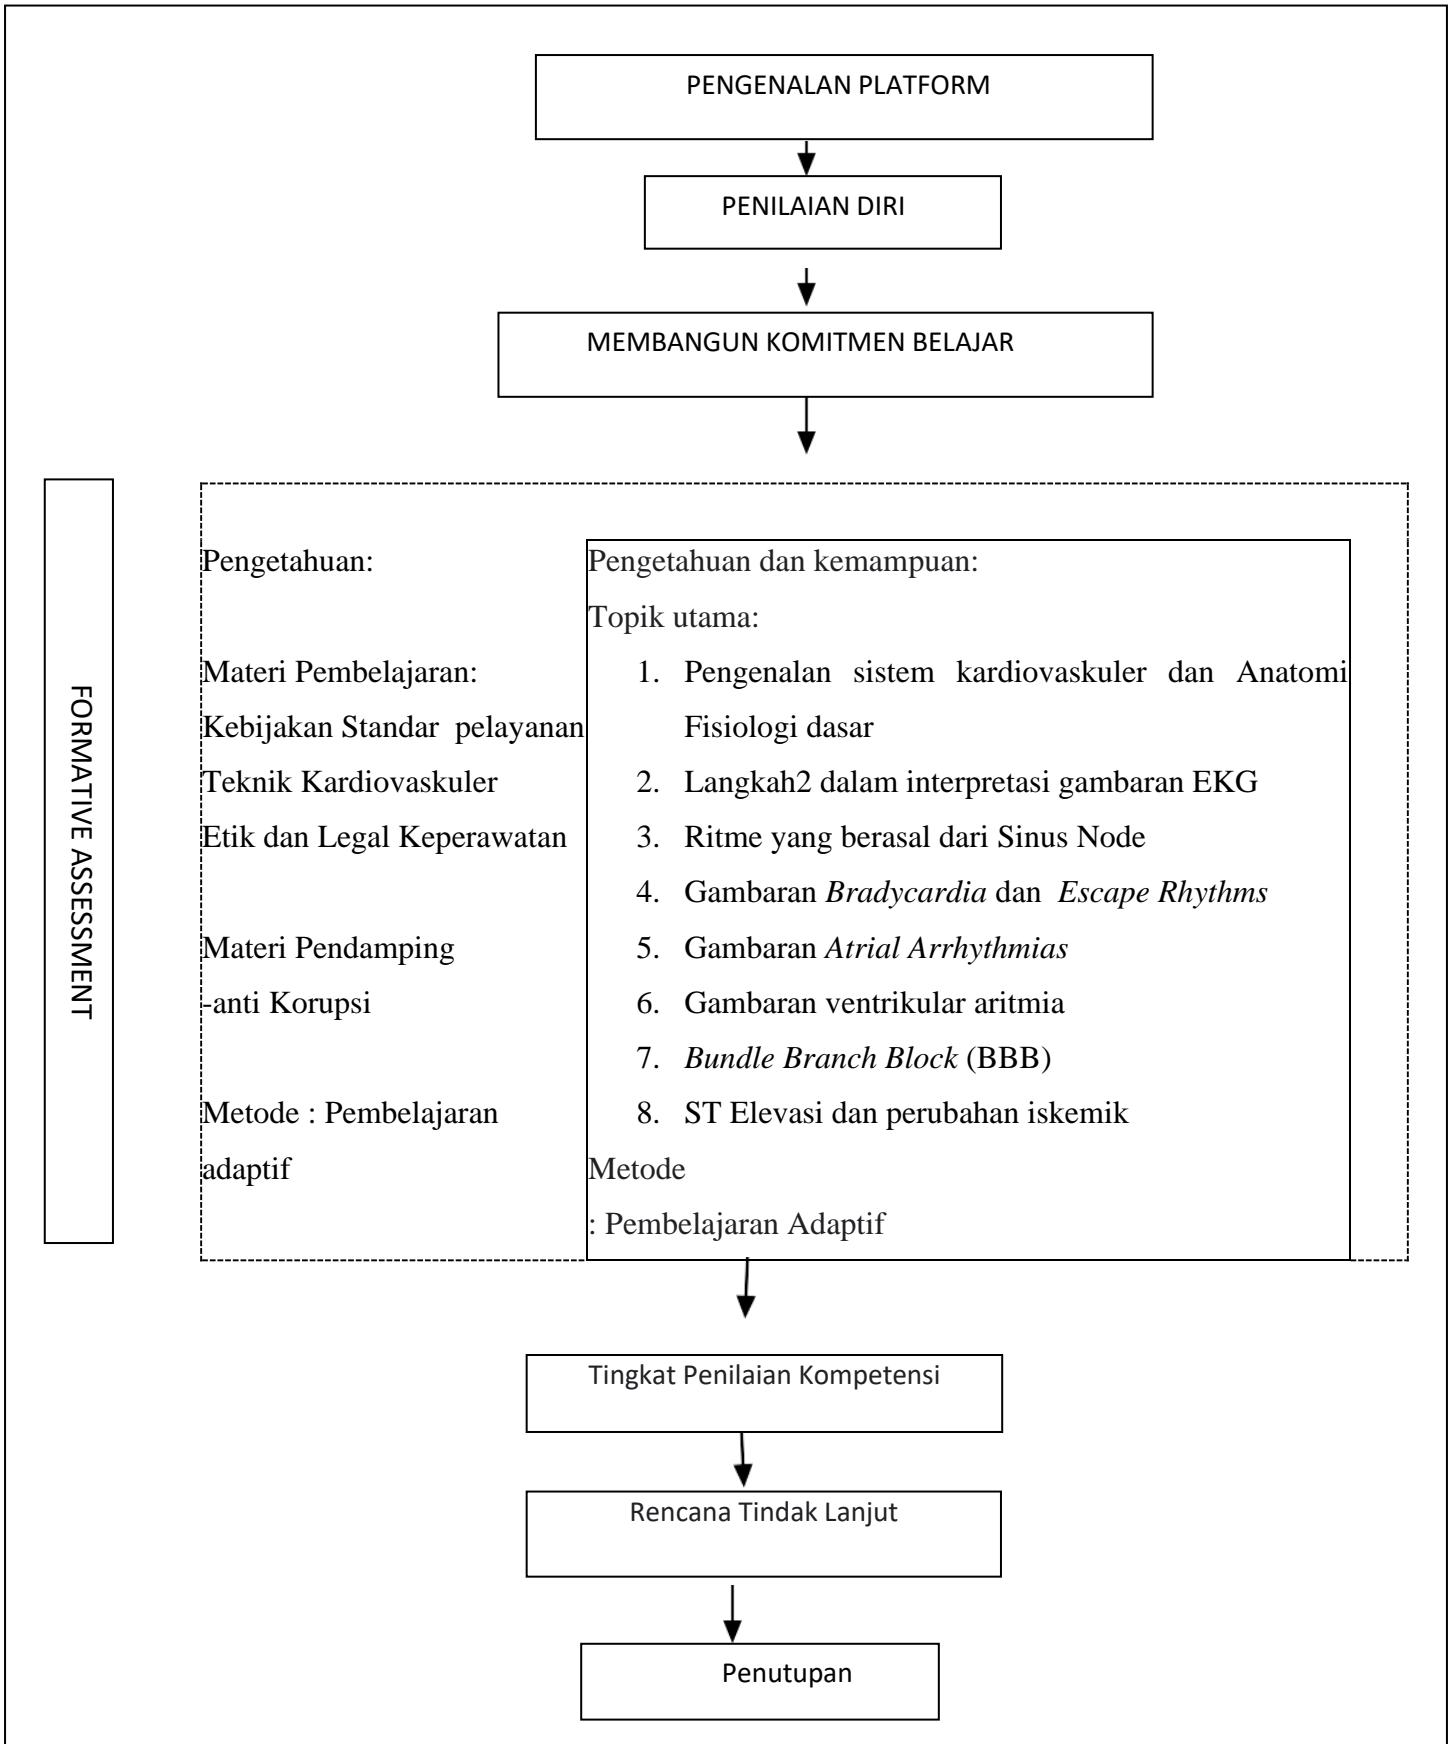 PENGENALAN PLATFORM
PENILAIAN DIRI
MEMBANGUN KOMITMEN BELAJAR
FORMATIVE ASSESSMENT
Pengetahuan:
Materi Pembelajaran:
Kebijakan Standar pelayanan
Teknik Kardiovaskuler
Etik dan Legal Keperawatan
Materi Pendamping
-anti Korupsi
Metode : Pembelajaran
adaptif
Pengetahuan dan kemampuan:
Topik utama:
1. Pengenalan sistem kardiovaskuler dan Anatomi
Fisiologi dasar
2. Langkah2 dalam interpretasi gambaran EKG
3. Ritme yang berasal dari Sinus Node
4. Gambaran Bradycardia dan Escape Rhythms
5. Gambaran Atrial Arrhythmias
6. Gambaran ventrikular aritmia
7. Bundle Branch Block (BBB)
8. ST Elevasi dan perubahan iskemik
Metode
: Pembelajaran Adaptif
Tingkat Penilaian Kompetensi
Rencana Tindak Lanjut
Penutupan